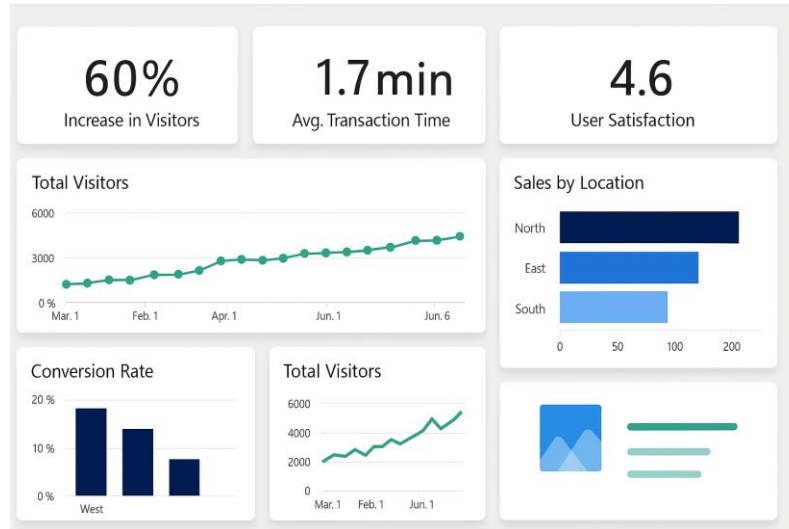 60%
Increase in Visitors
1.7min
Avg. Transaction Time
4.6
User Satisfaction
Total Visitors
6000
3000
0 %
Mar. 1 Feb. 1 Apr. 1 Jun. 1 Jun. 6
Sales by Location
North
East
South
0 50 100 200
Conversion Rate
20 %
10 %
0 %
West
Total Visitors
6000
4000
2000
0
Mar. 1 Feb. 1 Jun. 1